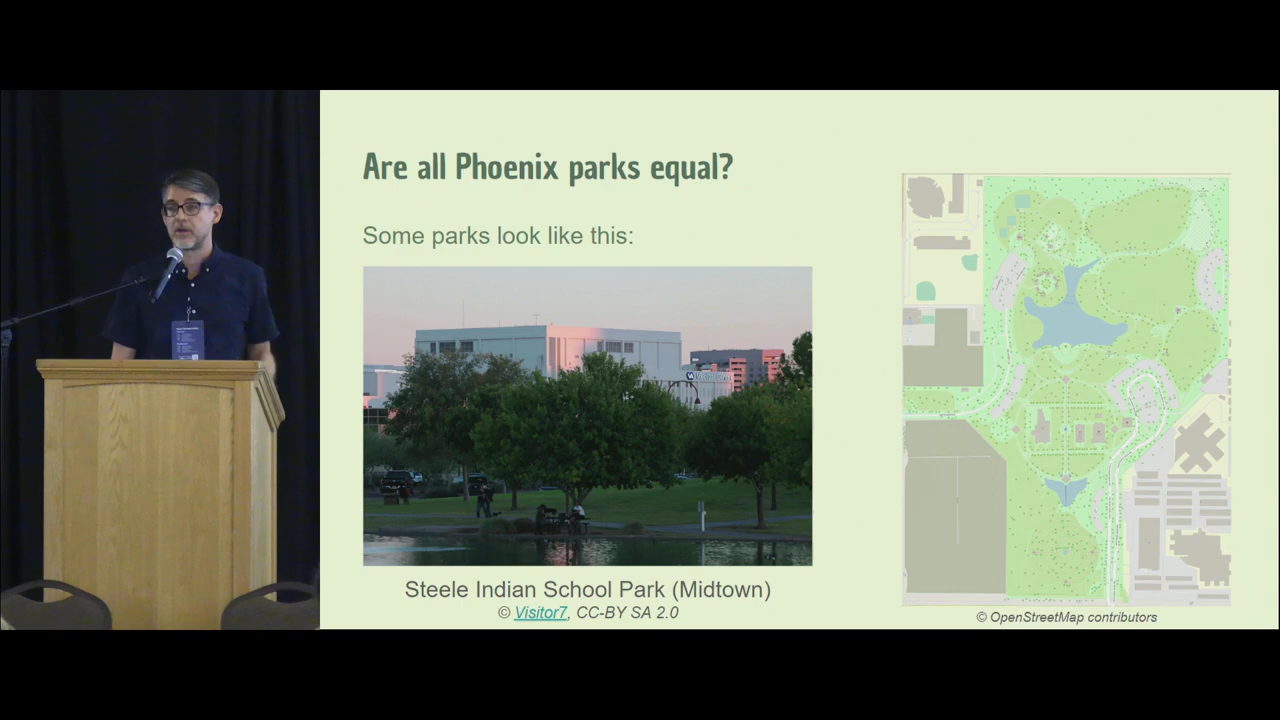 Are all Phoenix parks equal?
Some parks look like this:
Steele Indian School Park (Midtown)
© Visitor7, CC-BY SA 2.0
© OpenStreetMap contributors